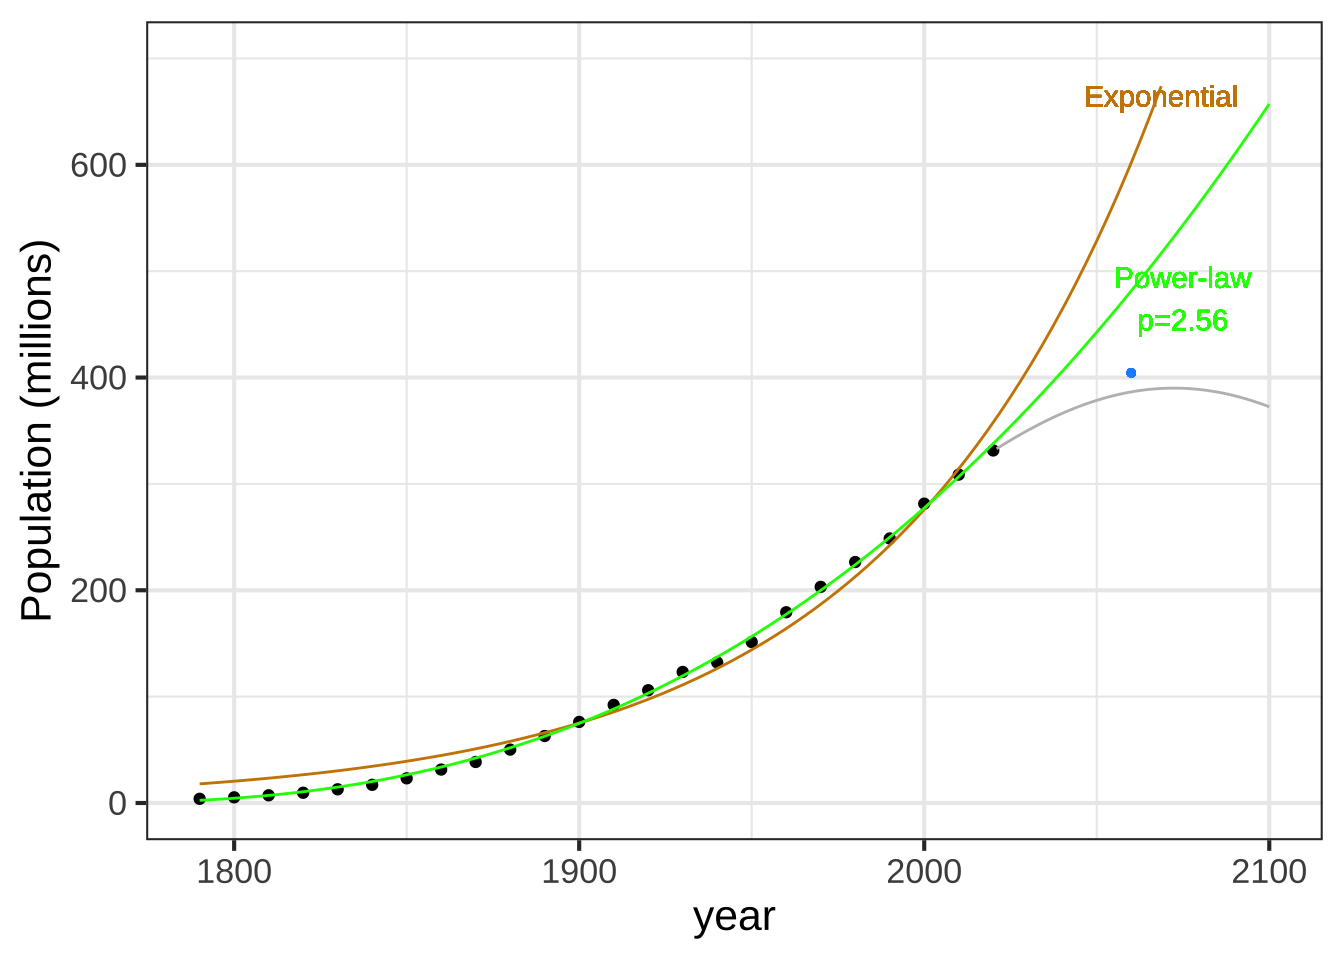 Exponential
600
Power-law
p=2.56
400
200
0
1800 1900 2000 2100
year
Population (millions)